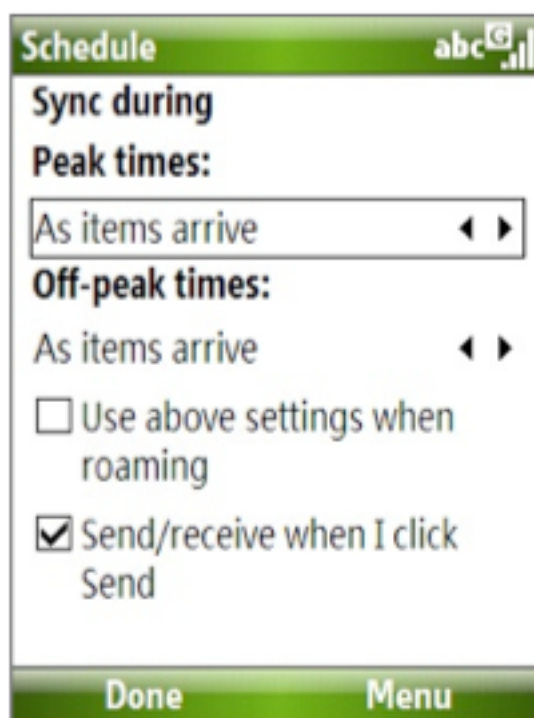 Schedule abc G
Sync during
Peak times:
As items arrive
Off-peak times:
As items arrive
Use above settings when
roaming
Send/receive when I click
Send
Done Menu